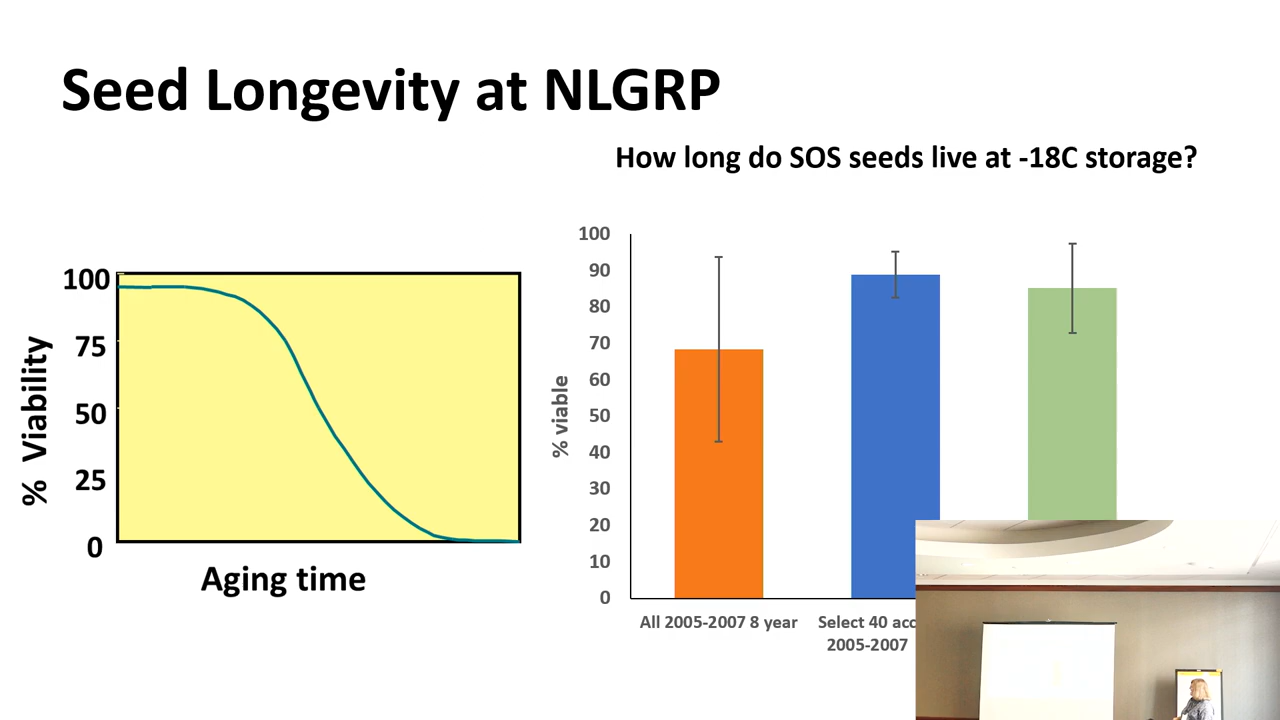 Seed Longevity at NLGRP
How long do SOS seeds live at -18C storage?
% Viability
100
75
50
25
0
Aging time
% viable
100
90
80
70
60
50
40
30
20
10
0
All 2005-2007 8 year
Select 40
2005-2007